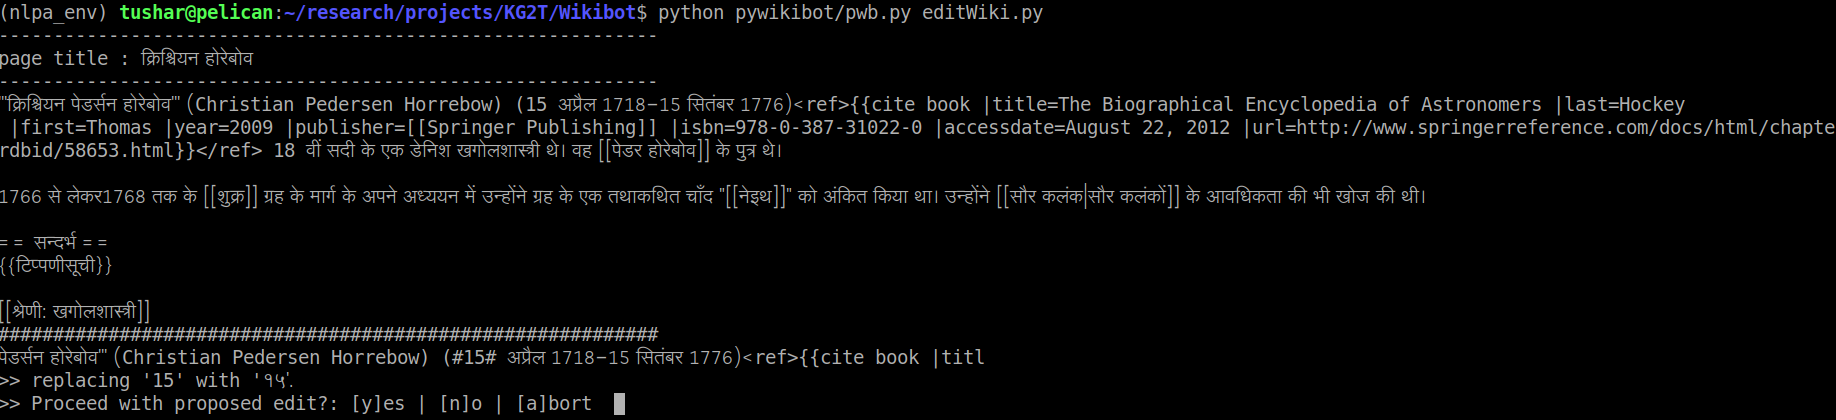 (nlpa_env) tushar@pelican:~/research/projects/KG2T/Wikibot$ python pywikibot/pwb.py editWiki.py
-------------------------------------------------------------
page title : क्रिश्चियन होरेबोव
-------------------------------------------------------------
'''क्रिश्चियन पेडर्सन होरेबोव''' (Christian Pedersen Horrebow) (15 अप्रैल 1718–15 सितंबर 1776)<ref>{{cite book |title=The Biographical Encyclopedia of Astronomers |last=Hockey
|first=Thomas |year=2009 |publisher=[[Springer Publishing]] |isbn=978-0-387-31022-0 |accessdate=August 22, 2012 |url=http://www.springerreference.com/docs/html/chapte
rdbid/58653.html}}</ref> 18 वीं सदी के एक डेनिश खगोलशास्त्री थे। वह [[पेडर होरेबोव]] के पुत्र थे।
1766 से लेकर1768 तक के [[शुक्र]] ग्रह के मार्ग के अपने अध्ययन में उन्होंने ग्रह के एक तथाकथित चाँद "[[नेइथ]]" को अंकित किया था। उन्होंने [[सौर कलंक|सौर कलंकों]] के आवधिकता की भी खोज की थी।
== सन्दर्भ ==
{{टिप्पणीसूची}}
[[श्रेणी: खगोलशास्त्री]]
#############################################################
पेडर्सन होरेबोव''' (Christian Pedersen Horrebow) (#15# अप्रैल 1718–15 सितंबर 1776)<ref>{{cite book |titl
>> replacing '15' with '१५'.
>> Proceed with proposed edit?: [y]es | [n]o | [a]bort